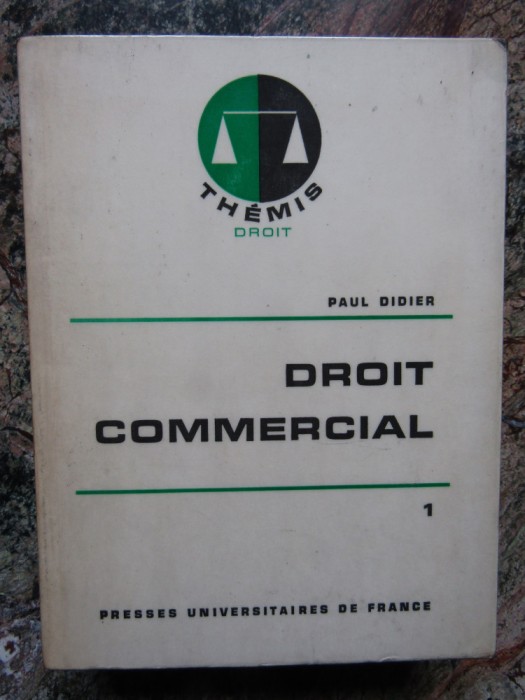 THÉMIS
DROIT
PAUL DIDIER
DROIT
COMMERCIAL
1
PRESSES UNIVERSITAIRES DE FRANCE